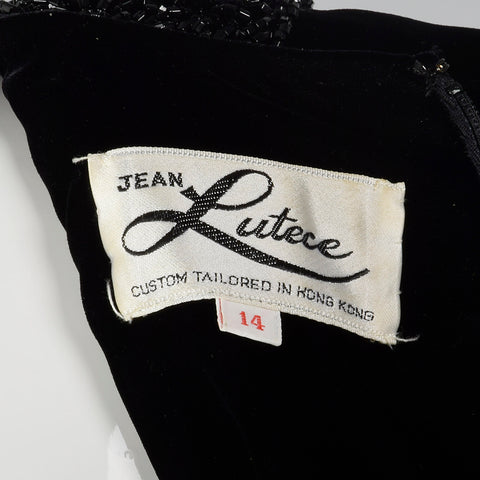 JEAN
Lutece
CUSTOM TAILORED IN HONG KONG
14